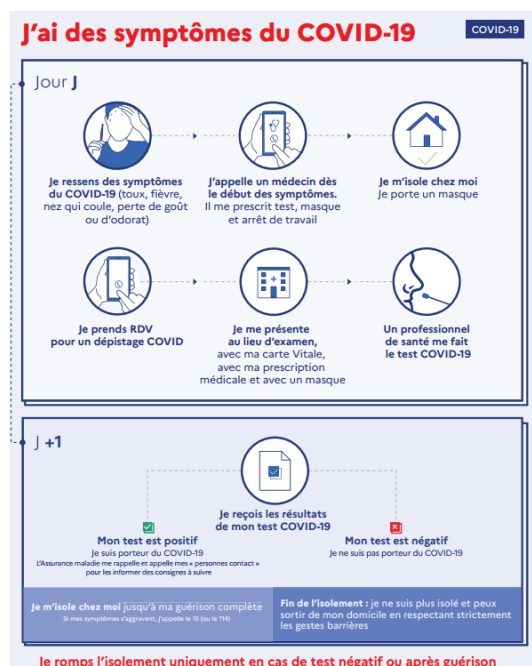 J'ai des symptômes du COVID-19
COVID-19
Jour J
Je ressens des symptômes
du COVID-19 (toux, fièvre,
nez qui coule, perte de goût
ou d'odorat)
J'appelle un médecin dès
le début des symptômes.
Il me prescrit test, masque
et arrêt de travail
Je m'isole chez moi
Je porte un masque
Je prends RDV
pour un dépistage COVID
Je me présente
au lieu d'examen,
avec ma carte Vitale,
avec ma prescription
médicale et avec un masque
Un professionnel
de santé me fait
le test COVID-19
J +1
Je reçois les résultats
de mon test COVID-19
Mon test est positif
Je suis porteur du COVID-19
L'Assurance maladie me rappelle et appelle mes « personnes contact »
pour les informer des consignes à suivre
Mon test est négatif
Je ne suis pas porteur du COVID-19
Je m'isole chez moi jusqu'à ma guérison complète
Si mes symptômes s'aggravent, j'appelle le 15 (ou le 114)
Fin de l'isolement : je ne suis plus isolé et peux
sortir de mon domicile en respectant strictement
les gestes barrières
Je romps l'isolement uniquement en cas de test négatif ou après guérison